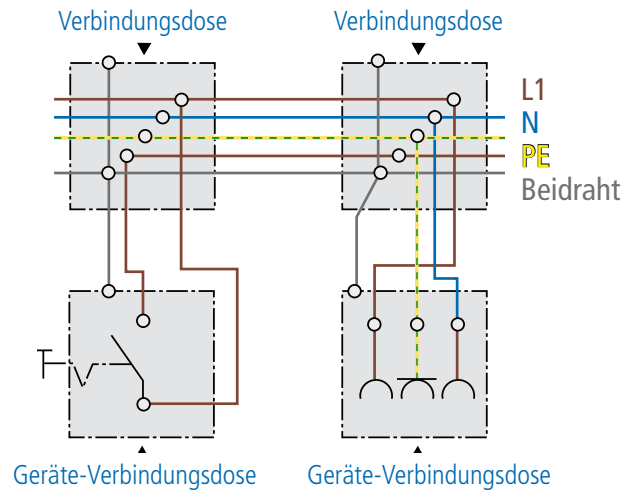 Verbindungsdose
Verbindungsdose
L1
N
PE
Beidraht
Geräte-Verbindungsdose
Geräte-Verbindungsdose